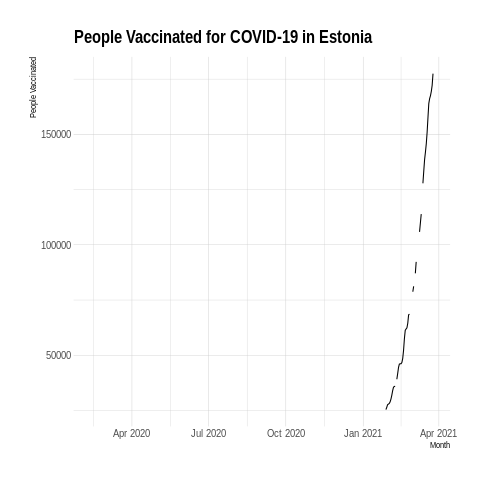 People Vaccinated for COVID-19 in Estonia
People Vaccinated
150000
100000
50000
Apr 2020 Jul 2020 Oct 2020 Jan 2021 Apr 2021
Month